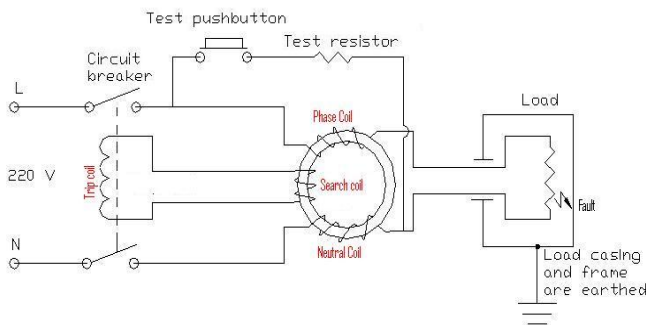 Test pushbutton
Test resistor
Circuit
breaker
L
Load
Phase Coil
Trip coil
220 V
Search coil
Fault
N
Neutral Coil
Load casing
and frame
are earthed